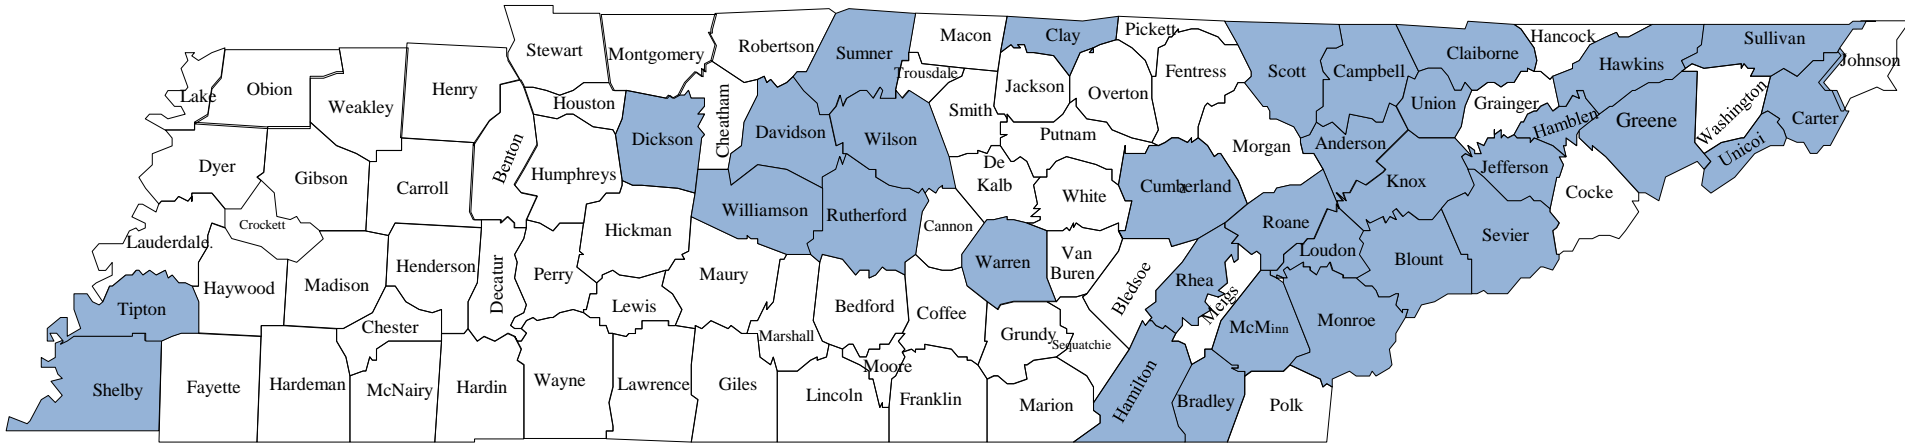 Stewart
Montgomery
Robertson
Sumner
Macon
Clay
Pickett
Hancock
Sullivan
Johnson
Lake
Obion
Weakley
Henry
Houston
Cheatham
Trousdale
Jackson
Overton
Fentress
Scott
Campbell
Claiborne
Hawkins
Dickson
Davidson
Wilson
Smith
Putnam
Union
Grainger
Hamblen
Greene
Washington
Carter
Unicoi
Dyer
Gibson
Carroll
Benton
Humphreys
De
Kalb
White
Cumberland
d
Morgan
Anderson
Knox
Jefferson
Cocke
Crockett
Lauderdale.
Hickman
Williamson
Rutherford
Cannon
Warren
Van
Buren
Bledsoe
Rhea
Roane
Loudon
Blount
Sevier
Tipton
Haywood
Madison
Henderson
Decatur
Perry
Lewis
Maury
Bedford
Coffee
Meigs
Chester
Marshall
Grundy
Sequatchie
McMinn
Monroe
Shelby
Fayette
Hardeman
McNairy
Hardin
Wayne
Lawrence
Giles
Lincoln
Moore
Franklin
Marion
Hamilton
Bradley
Polk